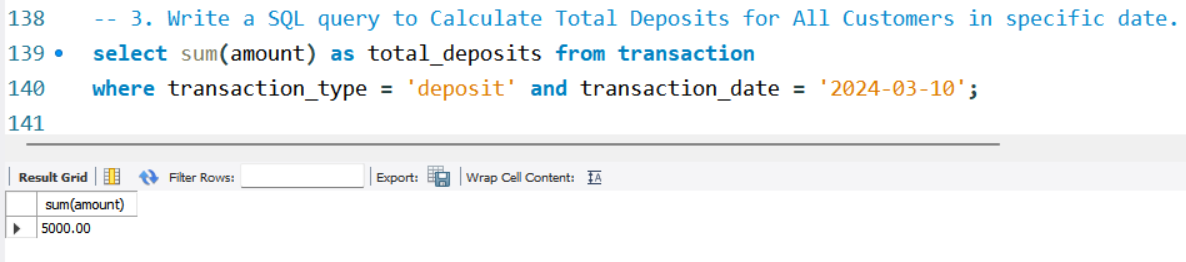 138 -- 3. Write a SQL query to Calculate Total Deposits for All Customers in specific date.
139 select sum(amount) as total_deposits from transaction
140 where transaction_type = 'deposit' and transaction_date = '2024-03-10';
141
Result Grid Filter Rows: Export: Wrap Cell Content: IA
sum(amount)
5000.00